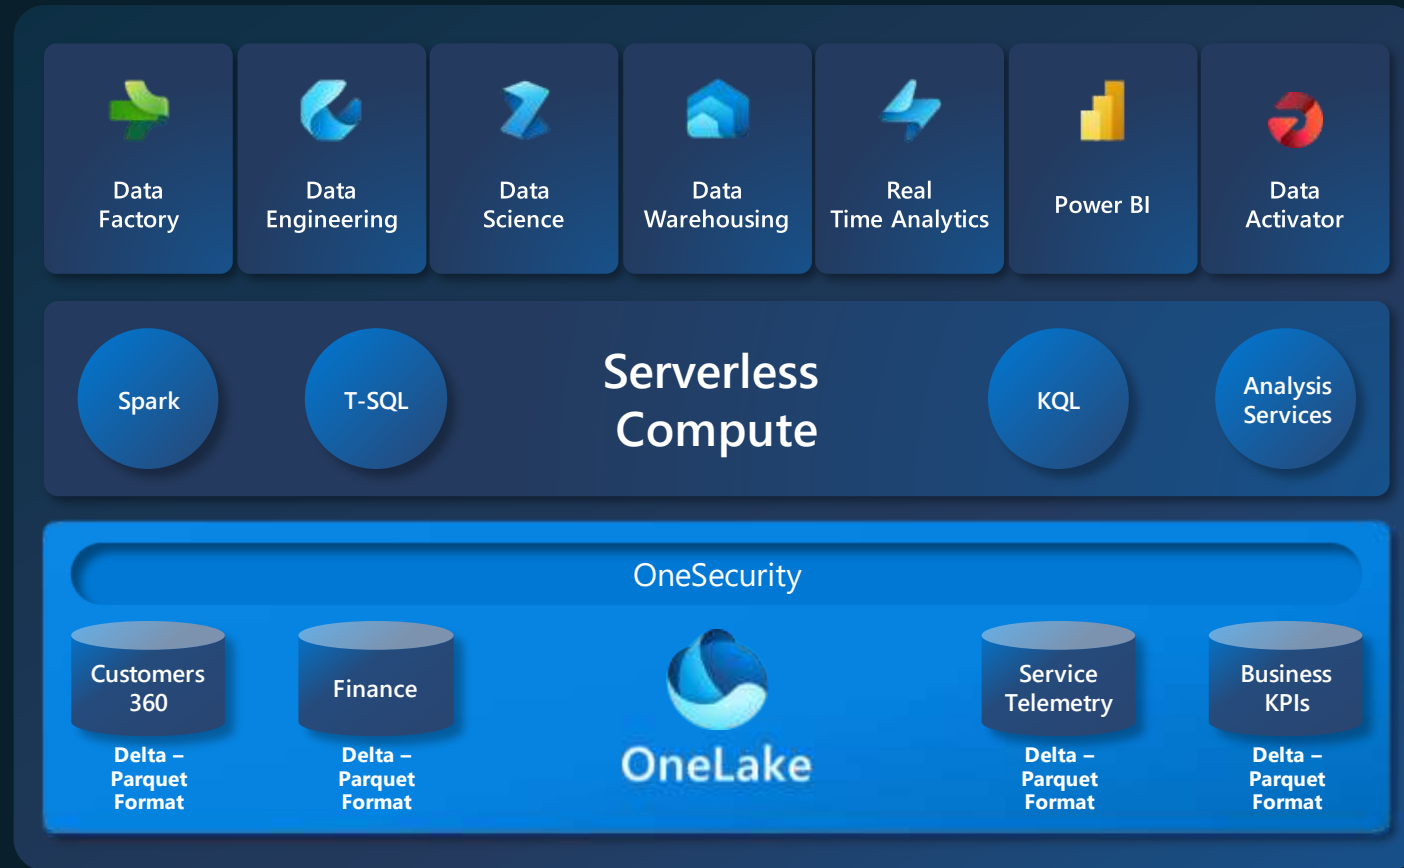 Data
Factory
Data
Engineering
Data
Science
Data
Warehousing
Real
Time Analytics
Power BI
Data
Activator
Spark
T-SQL
Serverless
Compute
KQL
Analysis
Services
OneSecurity
Customers
360
Delta –
Parquet
Format
Finance
Delta –
Parquet
Format
OneLake
Service
Telemetry
Delta –
Parquet
Format
Business
KPIs
Delta –
Parquet
Format